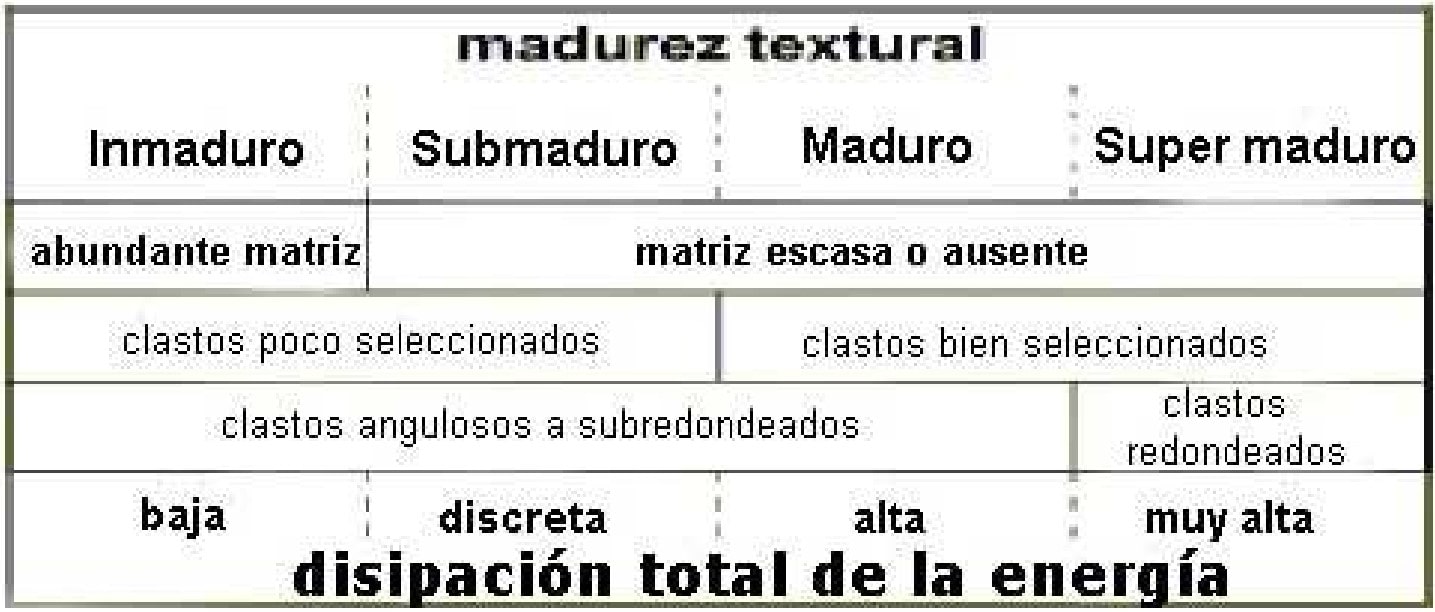 madurez textural
Inmaduro Submaduro Maduro Super maduro
abundante matriz matriz escasa o ausente
clastos poco seleccionados clastos bien seleccionados
clastos angulosos a subredondeados clastos
redondeados
baja discreta alta muy alta
disipación total de la energía